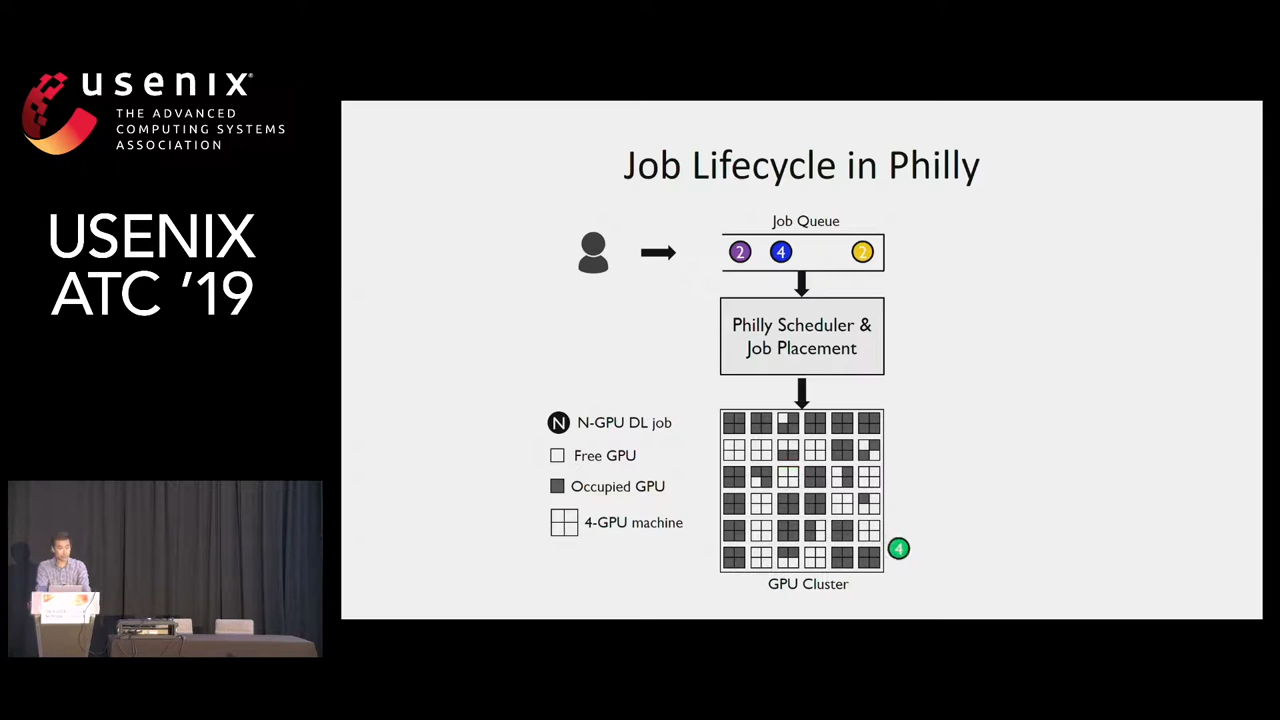 usenix®
THE ADVANCED
COMPUTING SYSTEMS
ASSOCIATION
USENIX
ATC ’19
Job Lifecycle in Philly
Job Queue
2 4 2
Philly Scheduler &
Job Placement
N N-GPU DL job
Free GPU
Occupied GPU
4-GPU machine
4
GPU Cluster